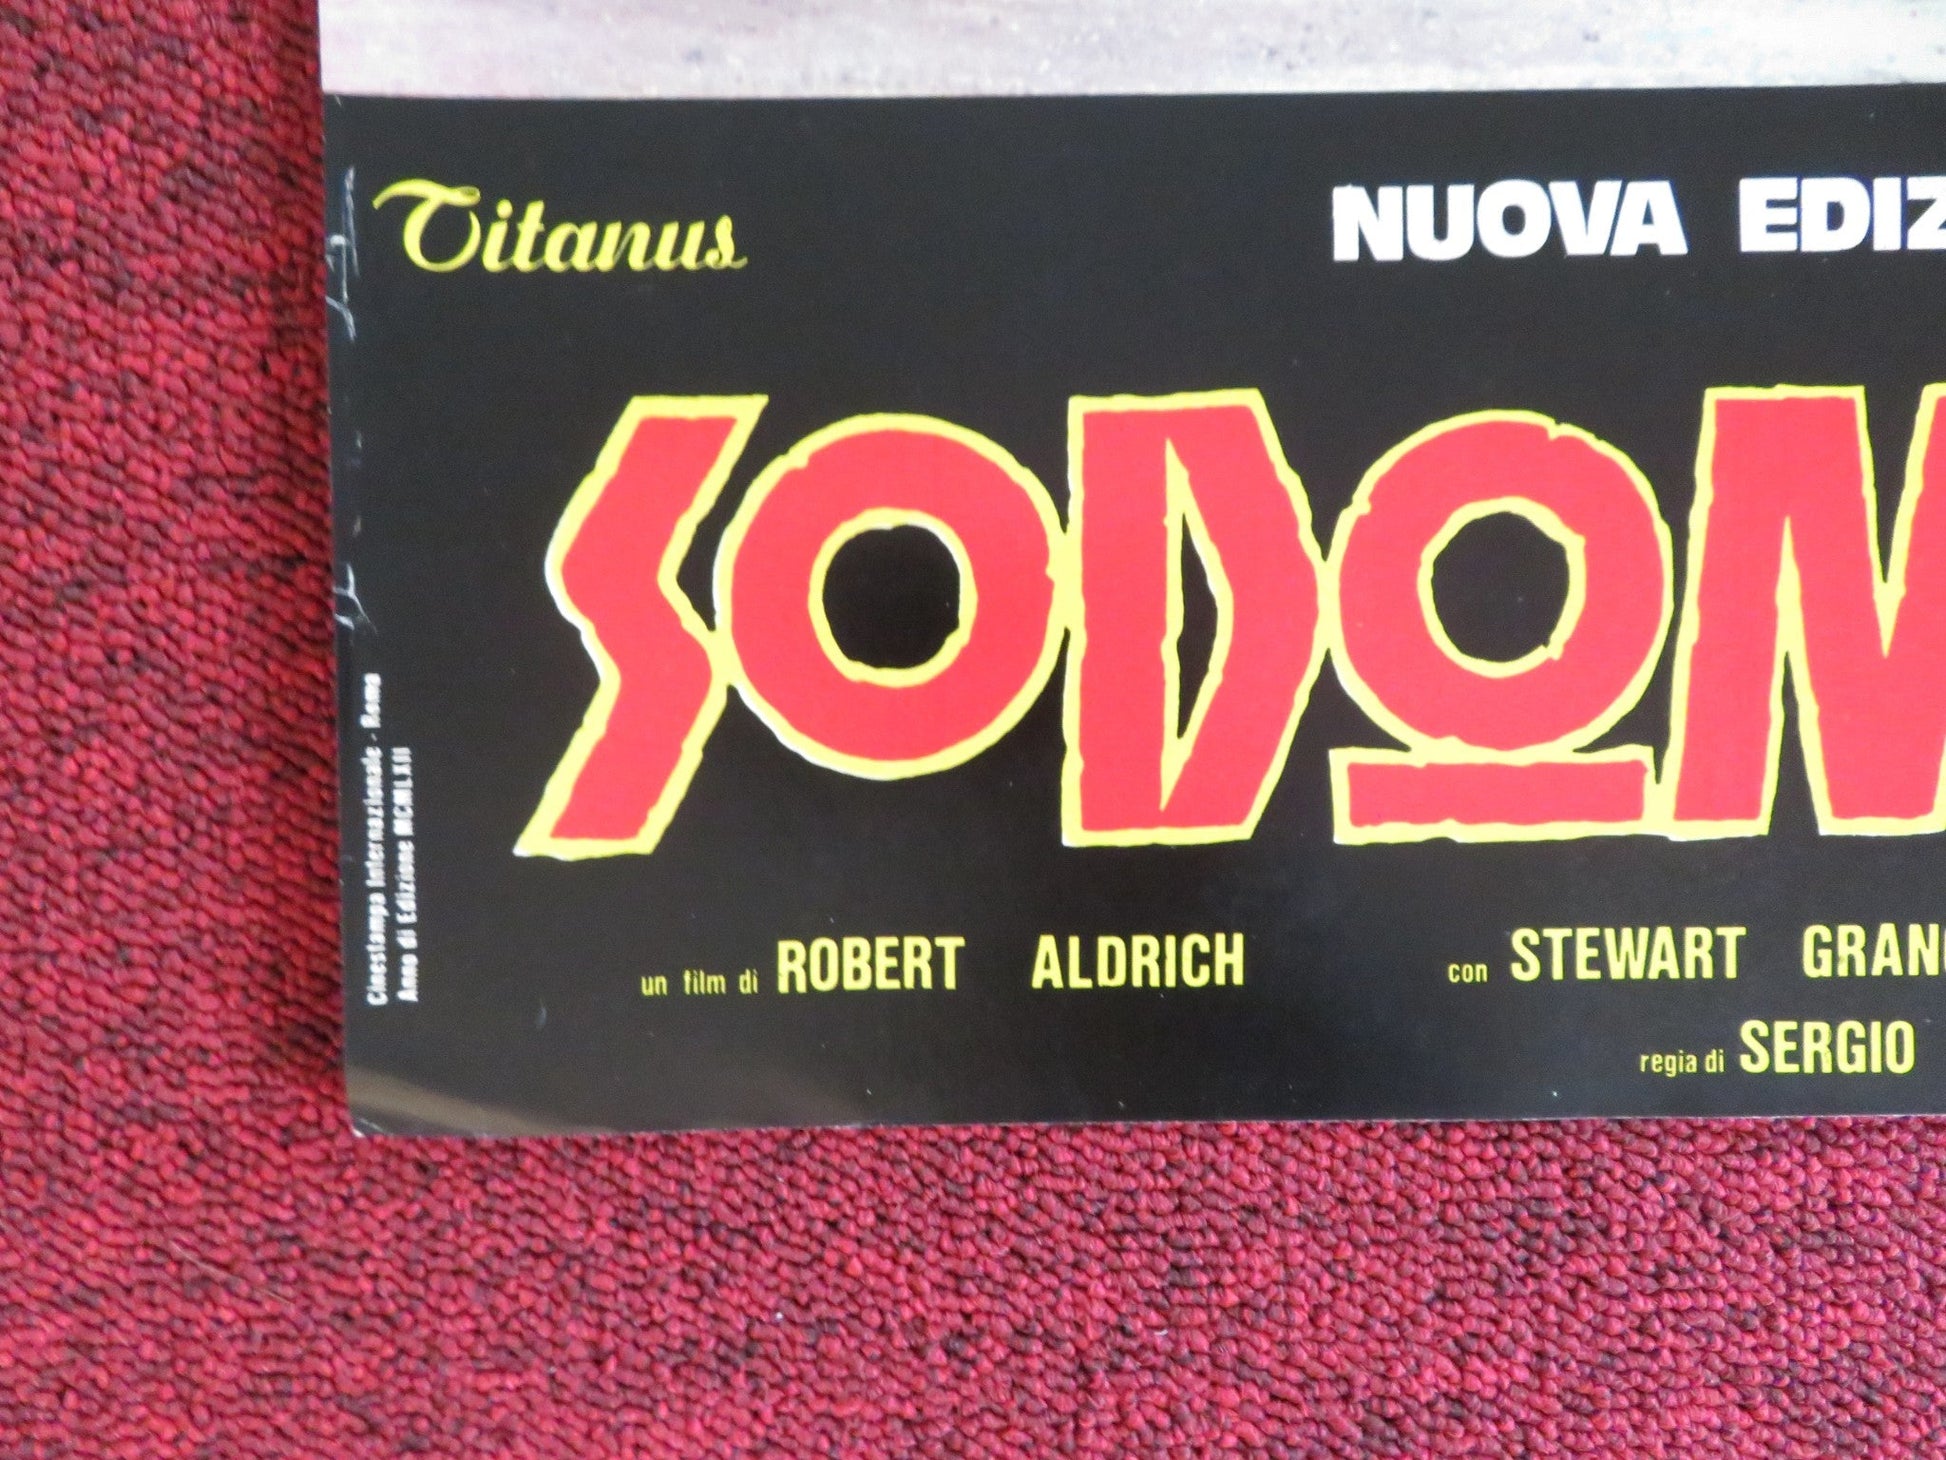 Titanus
NUOVA EDIZ
SODOM
un film di ROBERT ALDRICH con STEWART GRANG
regia di SERGIO
Cinestampa Internazionale - Roma
Anno di Edizione MCMLXII